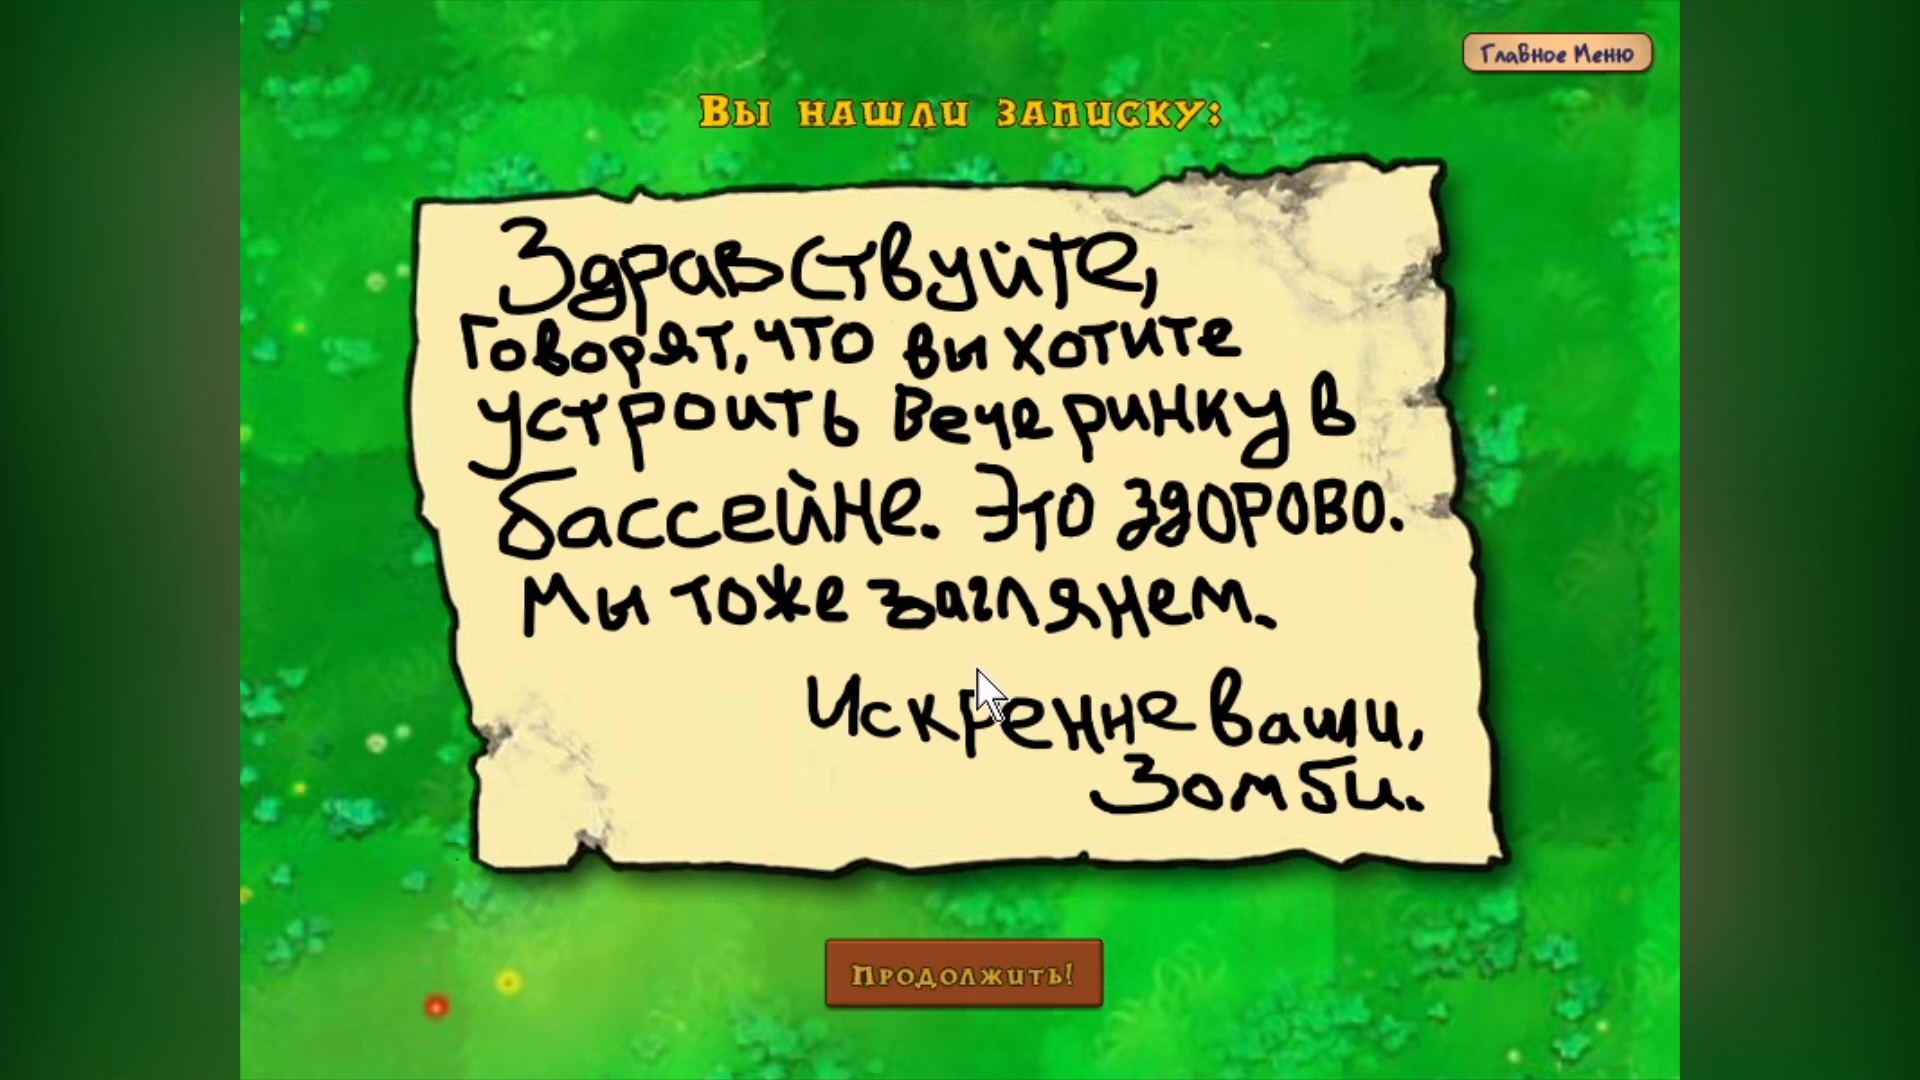 Главное Меню
Вы нашли записку:
Здравствуйте,
Говорят, что вы хотите
устроить вечеринку в
бассейне. Это здорово.
Мы тоже заглянем.
Искренне ваши,
Зомби.
Продолжить!